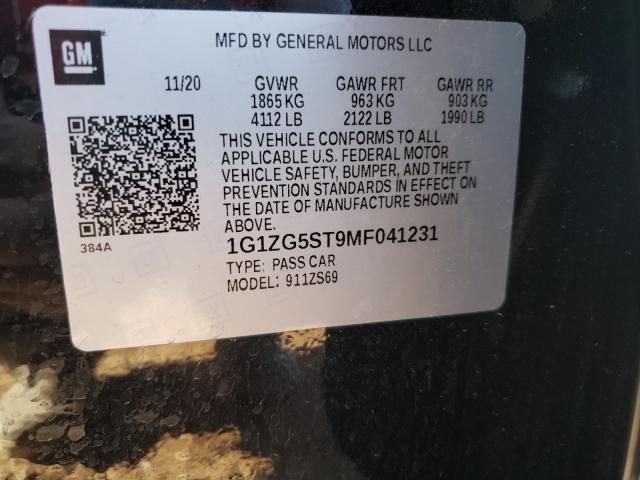 GM
MFD BY GENERAL MOTORS LLC
11/20 GVWR GAWR FRT GAWR RR
1865 KG 963 KG 903 KG
4112 LB 2122 LB 1990 LB
THIS VEHICLE CONFORMS TO ALL
APPLICABLE U.S. FEDERAL MOTOR
VEHICLE SAFETY, BUMPER, AND THEFT
PREVENTION STANDARDS IN EFFECT ON
THE DATE OF MANUFACTURE SHOWN
ABOVE.
384A
1G1ZG5ST9MF041231
TYPE: PASS CAR
MODEL: 911ZS69